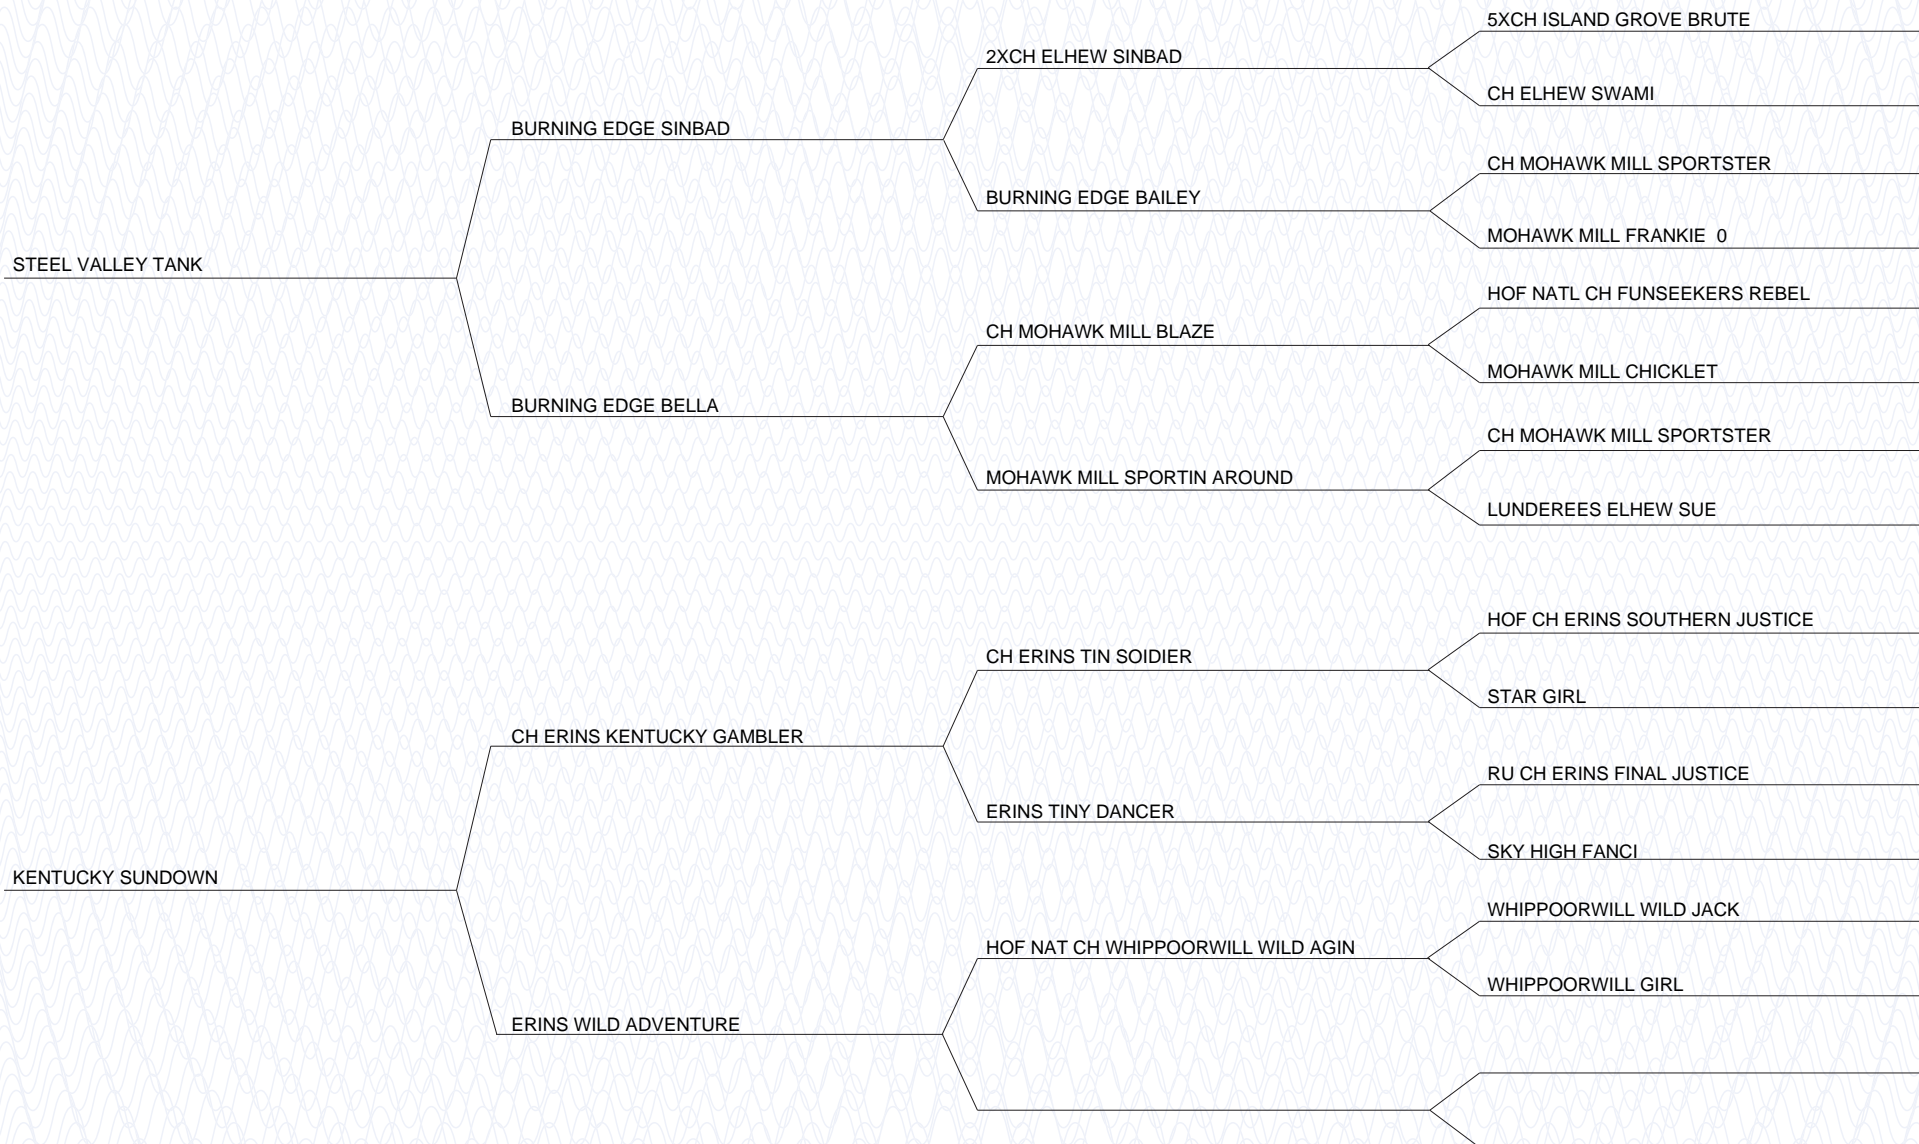 5XCH ISLAND GROVE BRUTE
2XCH ELHEW SINBAD
CH ELHEW SWAMI
BURNING EDGE SINBAD
CH MOHAWK MILL SPORTSTER
BURNING EDGE BAILEY
MOHAWK MILL FRANKIE  0
STEEL VALLEY TANK
HOF NATL CH FUNSEEKERS REBEL
CH MOHAWK MILL BLAZE
MOHAWK MILL CHICKLET
BURNING EDGE BELLA
CH MOHAWK MILL SPORTSTER
MOHAWK MILL SPORTIN AROUND
LUNDEREES ELHEW SUE
HOF CH ERINS SOUTHERN JUSTICE
CH ERINS TIN SOIDIER
STAR GIRL
CH ERINS KENTUCKY GAMBLER
RU CH ERINS FINAL JUSTICE
ERINS TINY DANCER
SKY HIGH FANCI
KENTUCKY SUNDOWN
WHIPPOORWILL WILD JACK
HOF NAT CH WHIPPOORWILL WILD AGIN
WHIPPOORWILL GIRL
ERINS WILD ADVENTURE